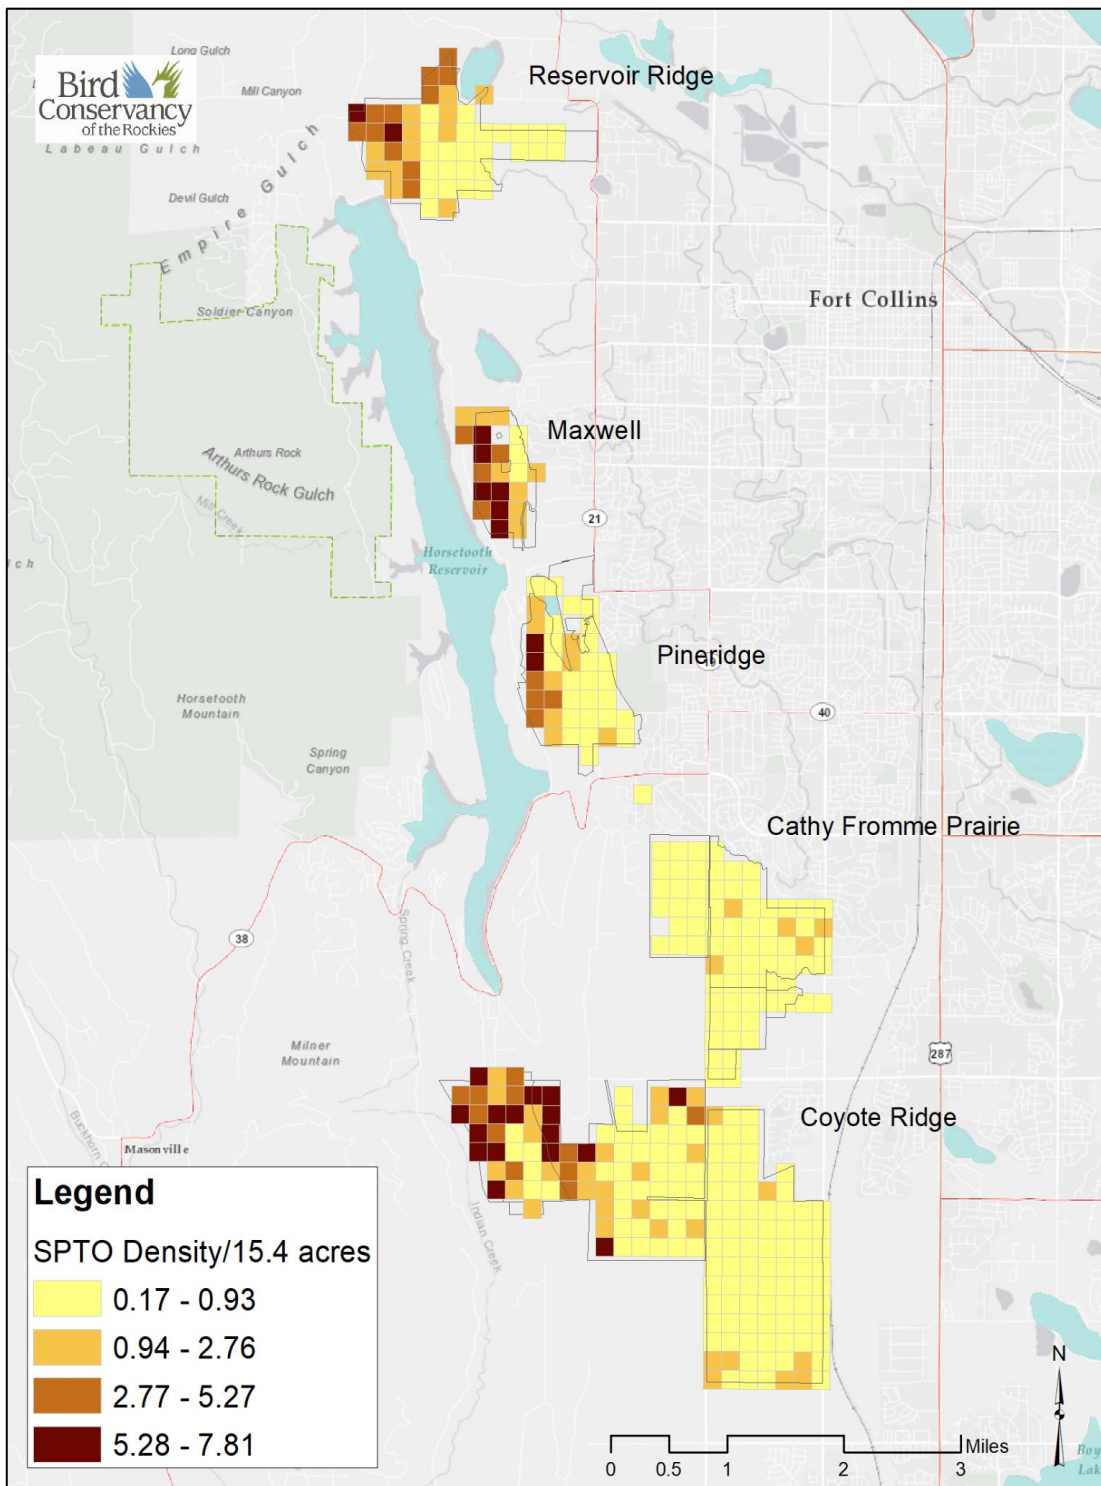 Long Gulch
Reservoir Ridge
Bird
Conservancy
of the Rockies
Mill Canyon
Labeau Gulch
Empire Gulch
Devil Gulch
Soldier Canyon
Fort Collins
Maxwell
Arthurs Rock
Arthurs Rock Gulch
Mill Creek
21
Horsetooth
Reservoir
Pineridge
Horsetooth
Mountain
40
Spring
Canyon
Cathy Fromme Prairie
Spring Creek
38
Milner
Mountain
287
Coyote Ridge
Masonville
Indian Creek
Legend
SPTO Density/15.4 acres
0.17 - 0.93
0.94 - 2.76
2.77 - 5.27
5.28 - 7.81
N
Miles
0 0.5 1 2 3